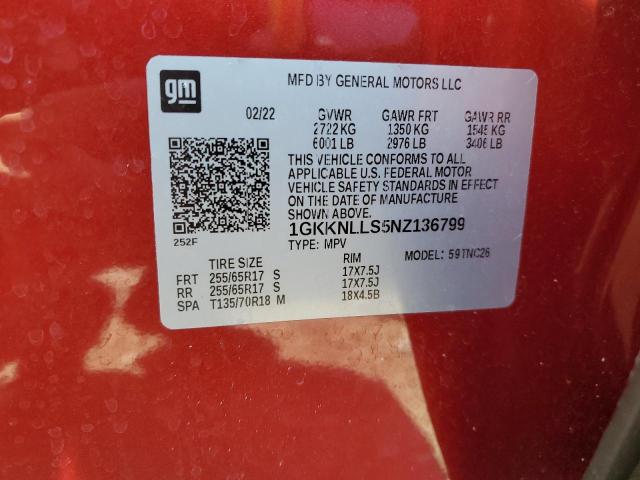 gm
MFD BY GENERAL MOTORS LLC
02/22 GVWR GAWR FRT GAWR RR
2722 KG 1350 KG 1545 KG
6001 LB 2976 LB 3406 LB
THIS VEHICLE CONFORMS TO ALL
APPLICABLE U.S. FEDERAL MOTOR
VEHICLE SAFETY STANDARDS IN EFFECT
ON THE DATE OF MANUFACTURE
SHOWN ABOVE.
1GKKNLLS5NZ136799
252F
TYPE: MPV MODEL: 59TNC26
TIRE SIZE RIM
FRT 255/65R17 S 17X7.5J
RR 255/65R17 S 17X7.5J
SPA T135/70R18 M 18X4.5B